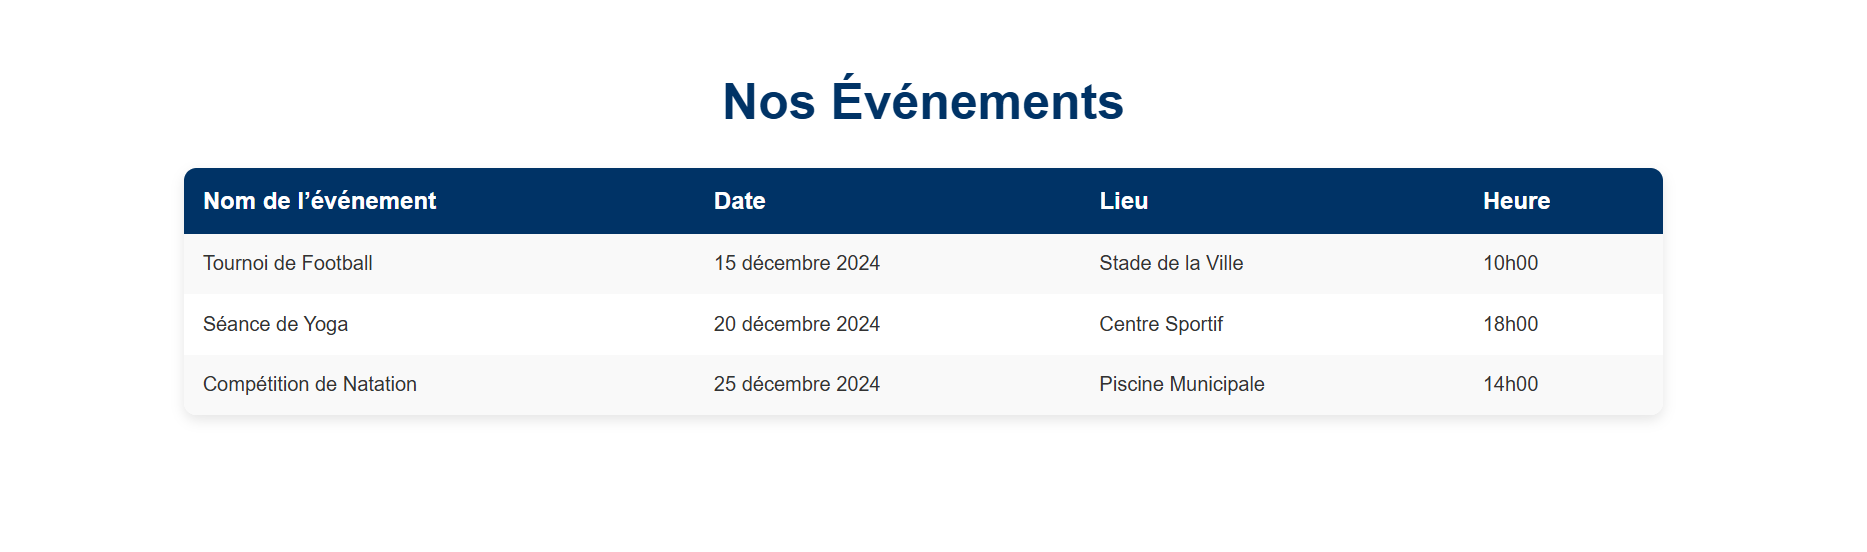 Nos Événements
Nom de l’événement Date Lieu Heure
Tournoi de Football 15 décembre 2024 Stade de la Ville 10h00
Séance de Yoga 20 décembre 2024 Centre Sportif 18h00
Compétition de Natation 25 décembre 2024 Piscine Municipale 14h00